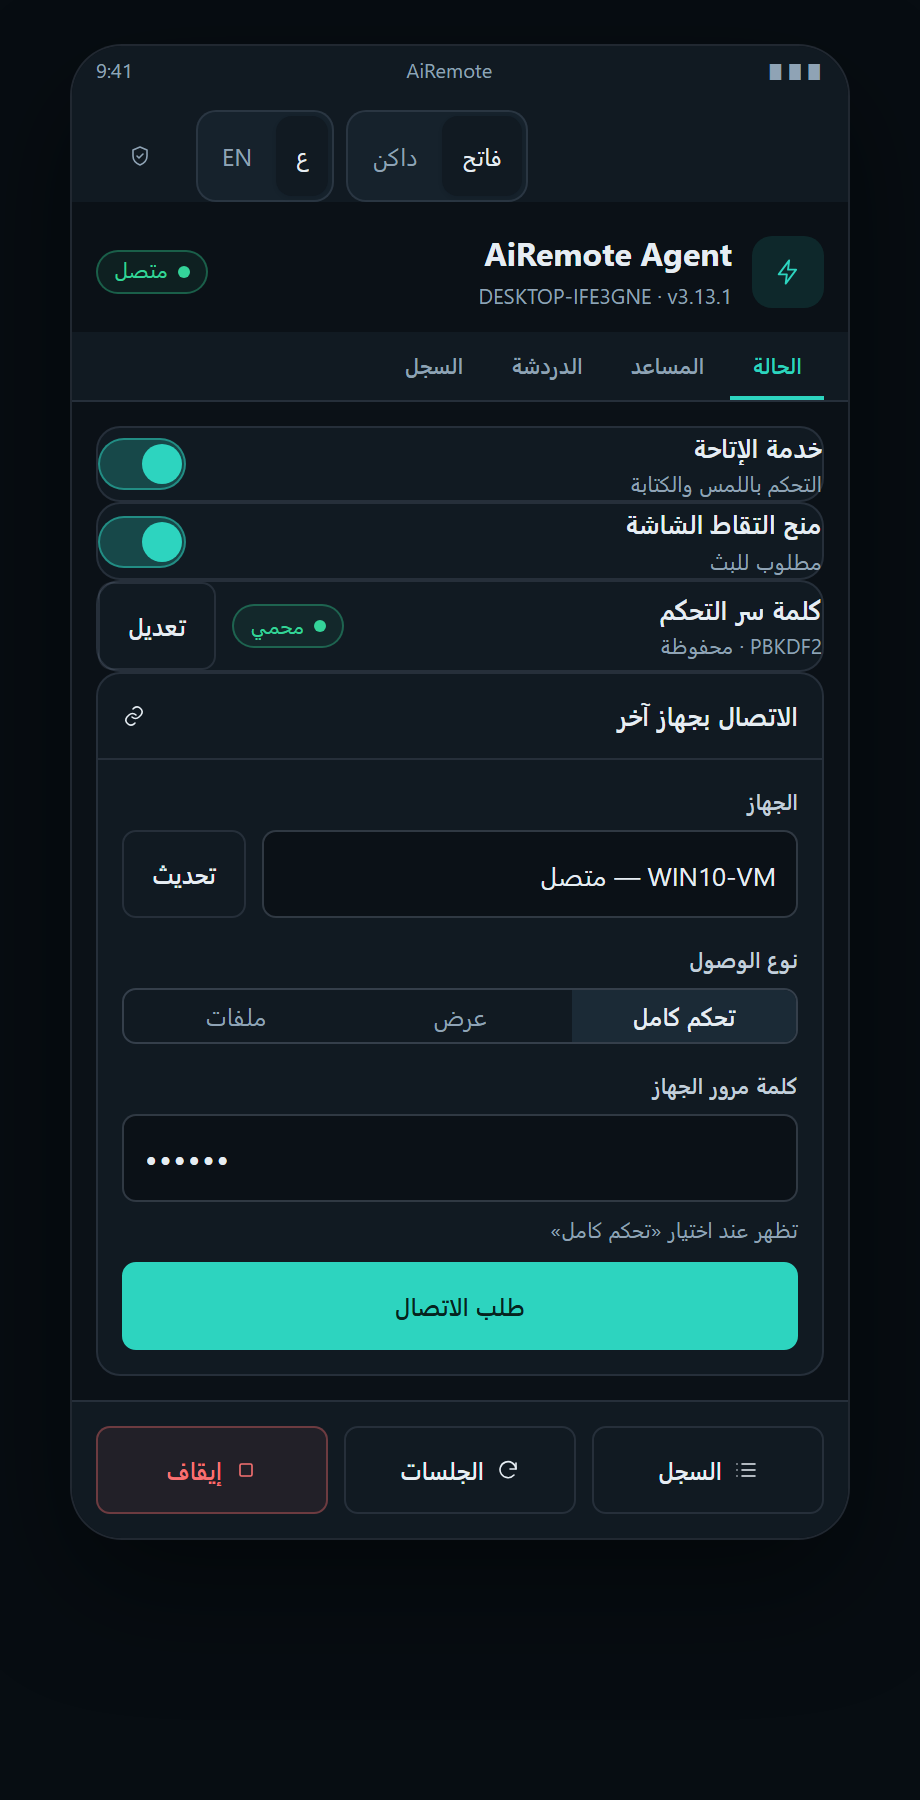 9:41 AiRemote
فاتح داكن ع EN
AiRemote Agent
DESKTOP-IFE3GNE · v3.13.1
متصل
الحالة المساعد الدردشة السجل
خدمة الإتاحة
التحكم باللمس والكتابة
منح التقاط الشاشة
مطلوب للبث
كلمة سر التحكم
PBKDF2 · محفوظة
محمي
تعديل
الاتصال بجهاز آخر
الجهاز
WIN10-VM — متصل
تحديث
نوع الوصول
تحكم كامل عرض ملفات
كلمة مرور الجهاز
••••••
تظهر عند اختيار «تحكم كامل»
طلب الاتصال
السجل الجلسات إيقاف